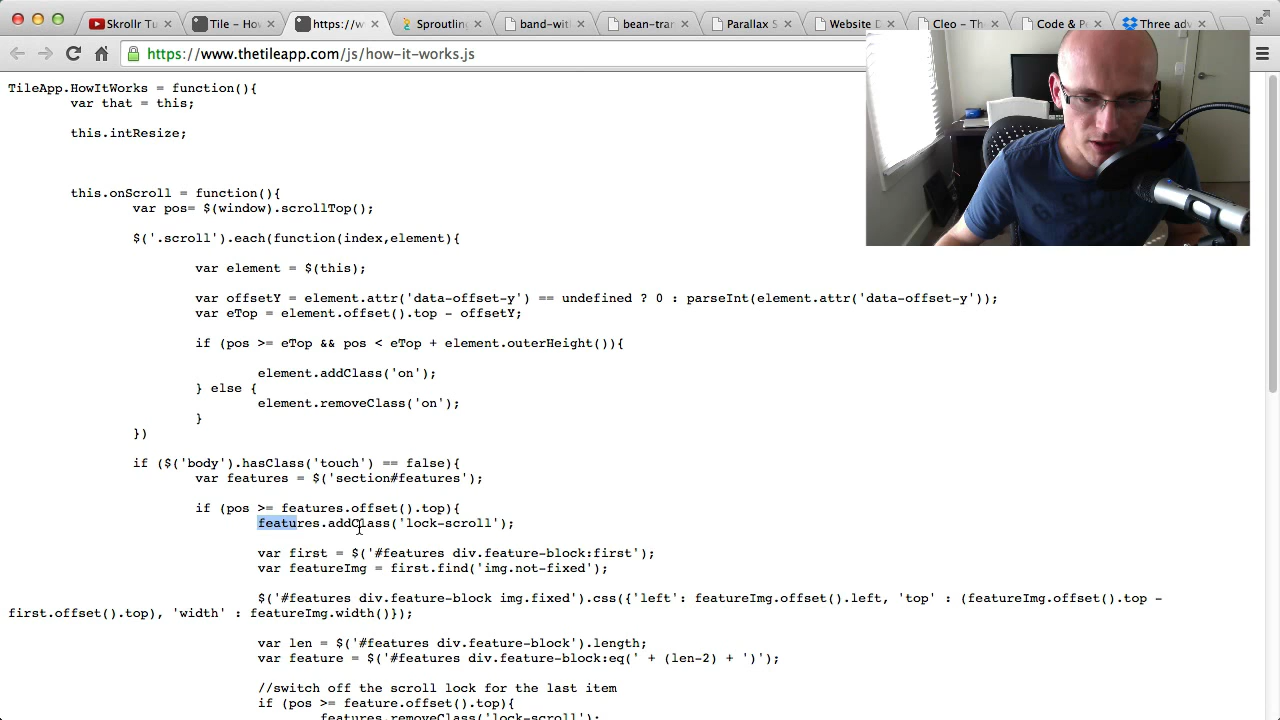 Skrollr Tu
Tile – How
https://w
Sproutling
band-wit
bean-tra
Parallax S
Website D
Cleo – Th
Code & P
Three adv
https://www.thetileapp.com/js/how-it-works.js
TileApp.HowItWorks = function(){
var that = this;
this.intResize;
this.onScroll = function(){
var pos= $(window).scrollTop();
$('.scroll').each(function(index,element){
var element = $(this);
var offsetY = element.attr('data-offset-y') == undefined ? 0 : parseInt(element.attr('data-offset-y'));
var eTop = element.offset().top - offsetY;
if (pos >= eTop && pos < eTop + element.outerHeight()){
element.addClass('on');
} else {
element.removeClass('on');
}
})
if ($('body').hasClass('touch') == false){
var features = $('section#features');
if (pos >= features.offset().top){
features.addClass('lock-scroll');
var first = $('#features div.feature-block:first');
var featureImg = first.find('img.not-fixed');
$('#features div.feature-block img.fixed').css({'left': featureImg.offset().left, 'top' : (featureImg.offset().top -
first.offset().top), 'width' : featureImg.width()});
var len = $('#features div.feature-block').length;
var feature = $('#features div.feature-block:eq(' + (len-2) + ')');
//switch off the scroll lock for the last item
if (pos >= feature.offset().top){
features.removeClass('lock-scroll');